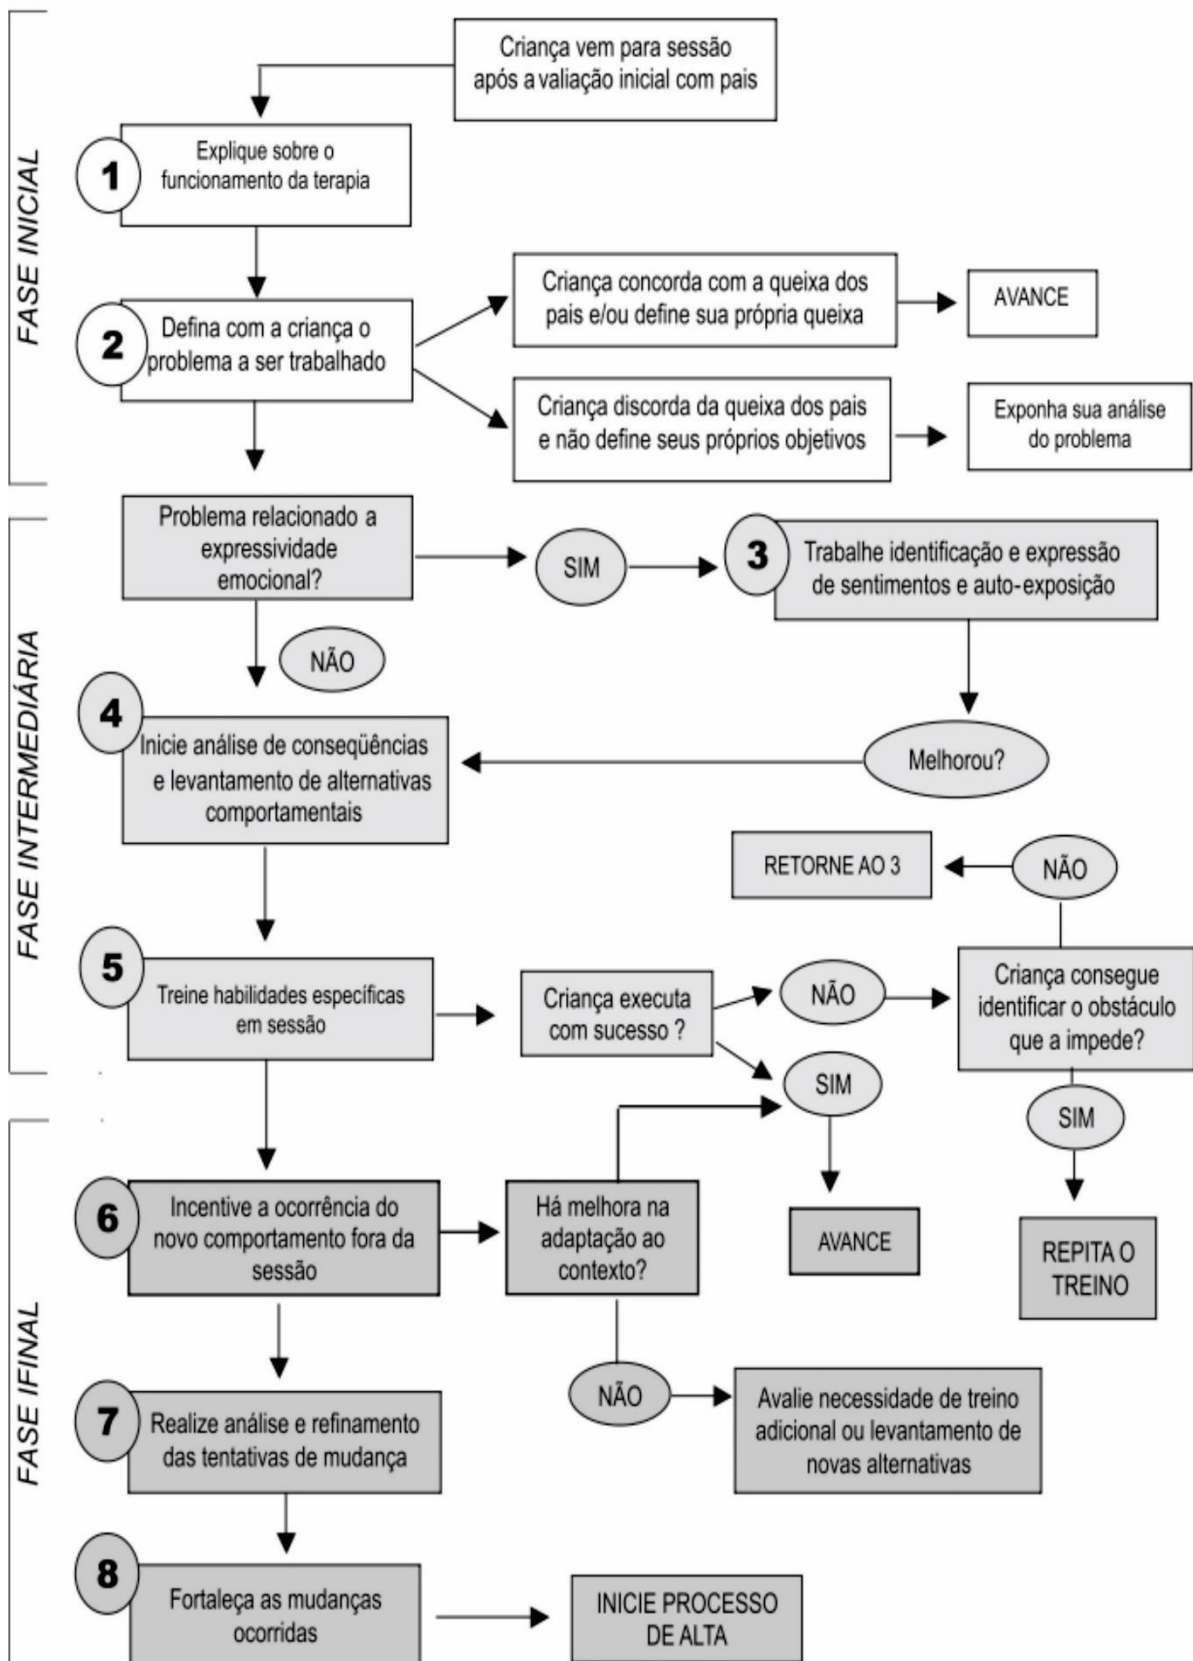 FASE INICIAL
Criança vem para sessão
após a valiação inicial com pais
1
Explique sobre o
funcionamento da terapia
2
Defina com a criança o
problema a ser trabalhado
Criança concorda com a queixa dos
pais e/ou define sua própria queixa
AVANCE
Criança discorda da queixa dos pais
e não define seus próprios objetivos
Exponha sua análise
do problema
FASE INTERMEDIÁRIA
Problema relacionado a
expressividade
emocional?
SIM
3
Trabalhe identificação e expressão
de sentimentos e auto-exposição
NÃO
4
Inicie análise de conseqüências
e levantamento de alternativas
comportamentais
Melhorou?
RETORNE AO 3
NÃO
5
Treine habilidades específicas
em sessão
Criança executa
com sucesso ?
NÃO
Criança consegue
identificar o obstáculo
que a impede?
SIM
SIM
FASE IFINAL
6
Incentive a ocorrência do
novo comportamento fora da
sessão
Há melhora na
adaptação ao
contexto?
AVANCE
REPITA O
TREINO
NÃO
Avalie necessidade de treino
adicional ou levantamento de
novas alternativas
7
Realize análise e refinamento
das tentativas de mudança
8
Fortaleça as mudanças
ocorridas
INICIE PROCESSO
DE ALTA